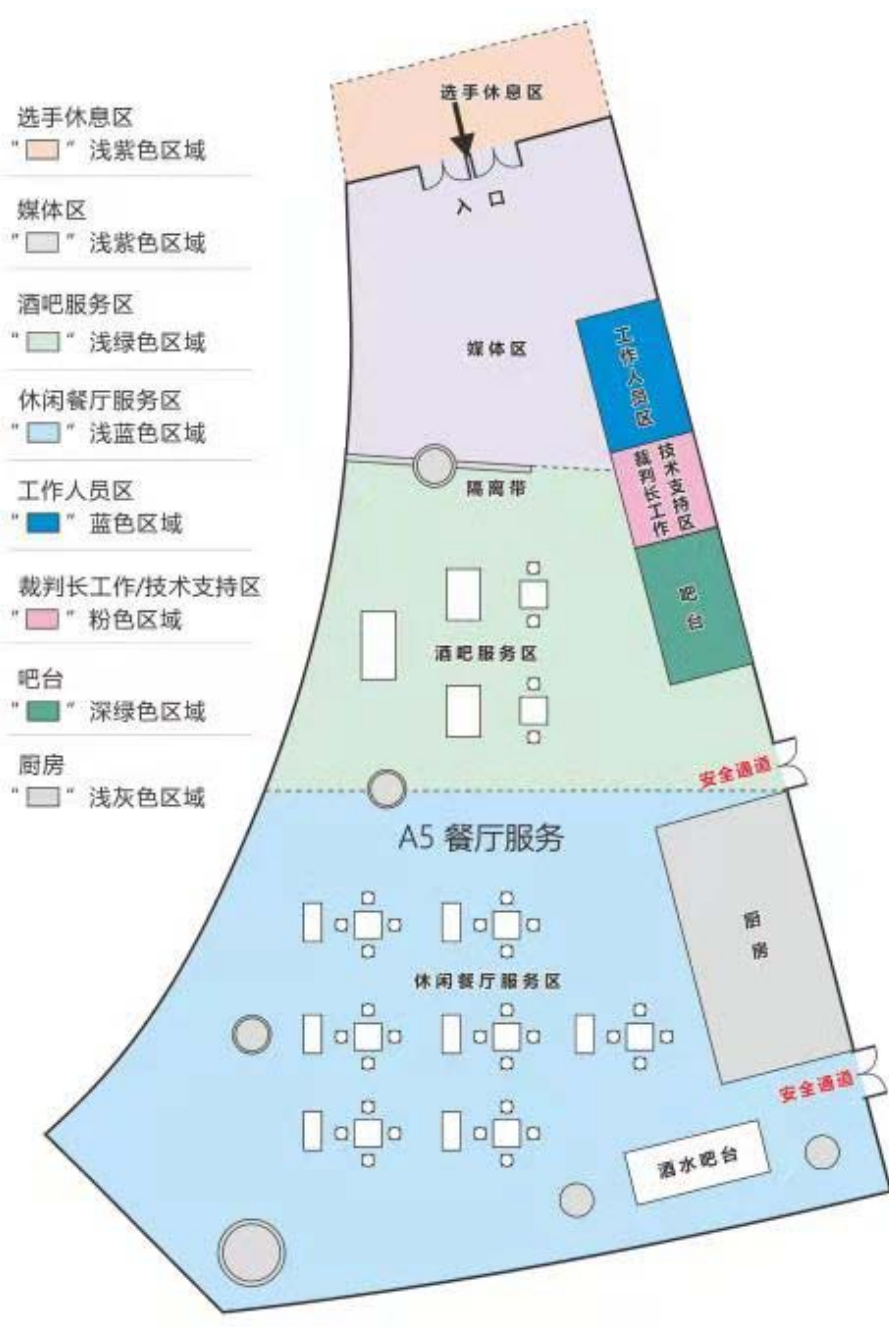 选手休息区
"  " 浅紫色区域
媒体区
"  " 浅紫色区域
酒吧服务区
"  " 浅绿色区域
休闲餐厅服务区
"  " 浅蓝色区域
工作人员区
"  " 蓝色区域
裁判长工作/技术支持区
"  " 粉色区域
吧台
"  " 深绿色区域
厨房
"  " 浅灰色区域
选手休息区
入口
媒体区
工作人员区
隔离带
裁判长工作
技术支持区
吧台
酒吧服务区
安全通道
A5 餐厅服务
厨房
休闲餐厅服务区
安全通道
酒水吧台